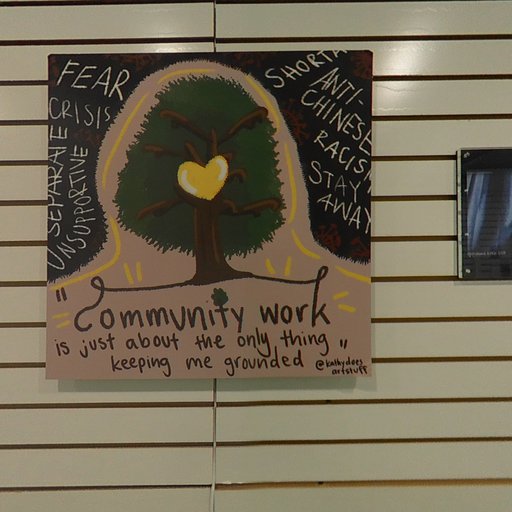 FEAR
CRISIS
SEPARATE
UNSUPPORTIVE
SHORTA
ANTI-
CHINESE
RACISM
STAY
AWAY
"Community work
is just about the only thing
keeping me grounded"
@kathydoes
artstuff